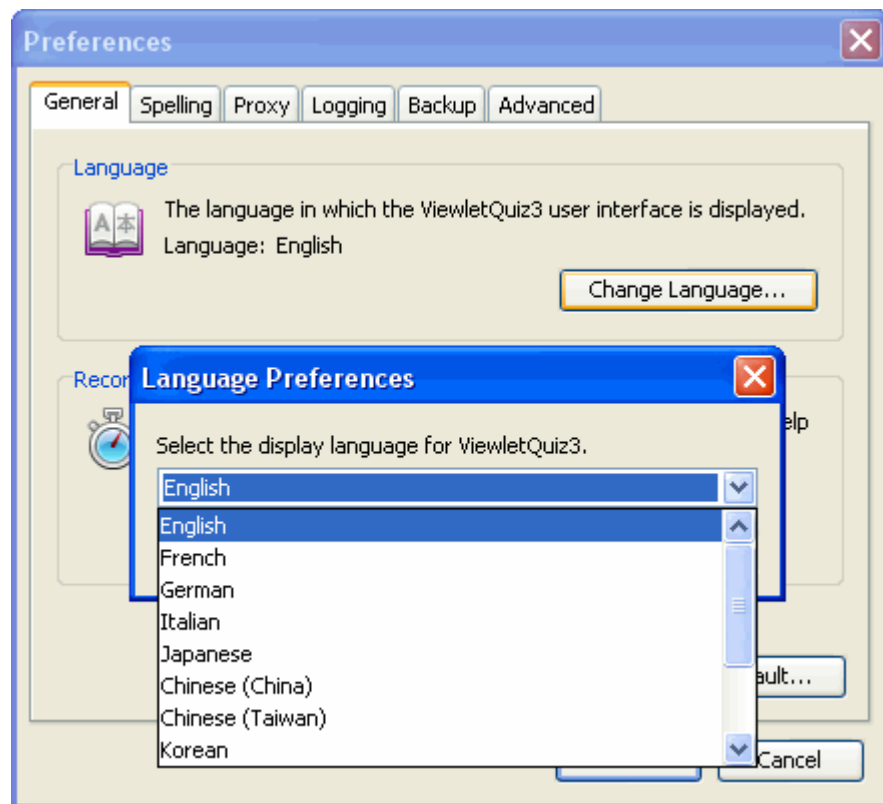 Preferences
General Spelling Proxy Logging Backup Advanced
Language
The language in which the ViewletQuiz3 user interface is displayed.
Language: English
Change Language...
Language Preferences
Select the display language for ViewletQuiz3.
English
English
French
German
Italian
Japanese
Chinese (China)
Chinese (Taiwan)
Korean
Cancel